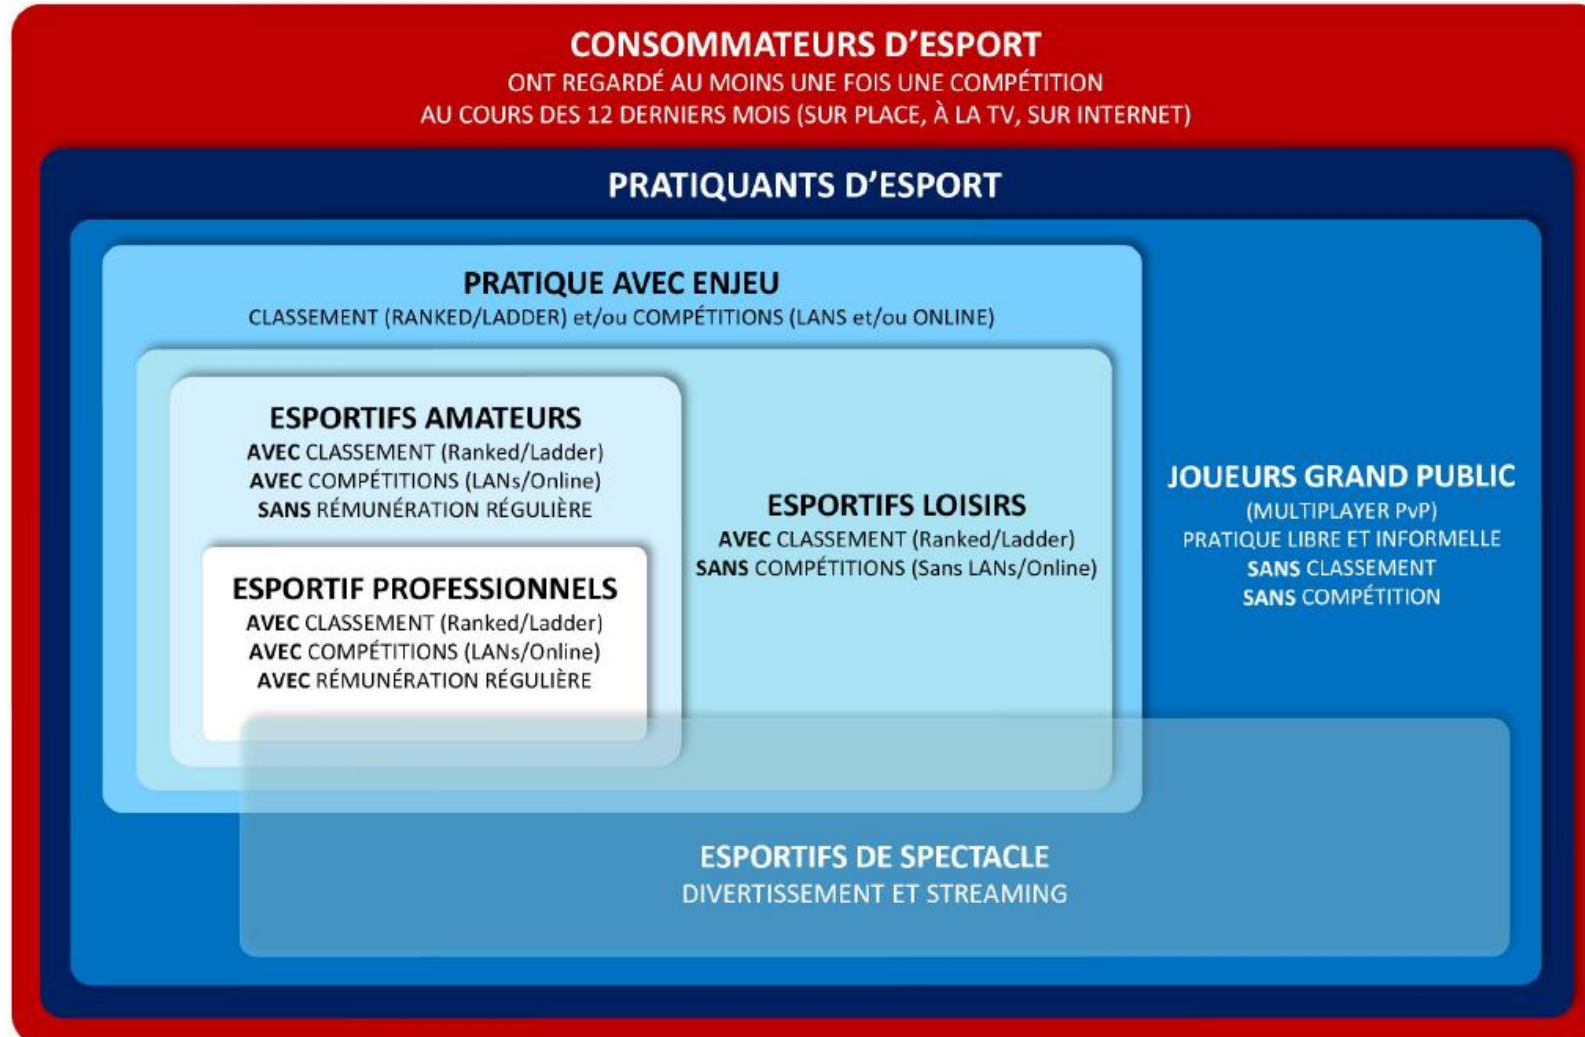 CONSOMMATEURS D'ESPORT
ONT REGARDÉ AU MOINS UNE FOIS UNE COMPÉTITION
AU COURS DES 12 DERNIERS MOIS (SUR PLACE, À LA TV, SUR INTERNET)
PRATIQUANTS D'ESPORT
PRATIQUE AVEC ENJEU
CLASSEMENT (RANKED/LADDER) et/ou COMPÉTITIONS (LANS et/ou ONLINE)
ESPORTIFS AMATEURS
AVEC CLASSEMENT (Ranked/Ladder)
AVEC COMPÉTITIONS (LANs/Online)
SANS RÉMUNÉRATION RÉGULIÈRE
ESPORTIF PROFESSIONNELS
AVEC CLASSEMENT (Ranked/Ladder)
AVEC COMPÉTITIONS (LANs/Online)
AVEC RÉMUNÉRATION RÉGULIÈRE
ESPORTIFS LOISIRS
AVEC CLASSEMENT (Ranked/Ladder)
SANS COMPÉTITIONS (Sans LANs/Online)
JOUEURS GRAND PUBLIC
(MULTIPLAYER PvP)
PRATIQUE LIBRE ET INFORMELLE
SANS CLASSEMENT
SANS COMPÉTITION
ESPORTIFS DE SPECTACLE
DIVERTISSEMENT ET STREAMING